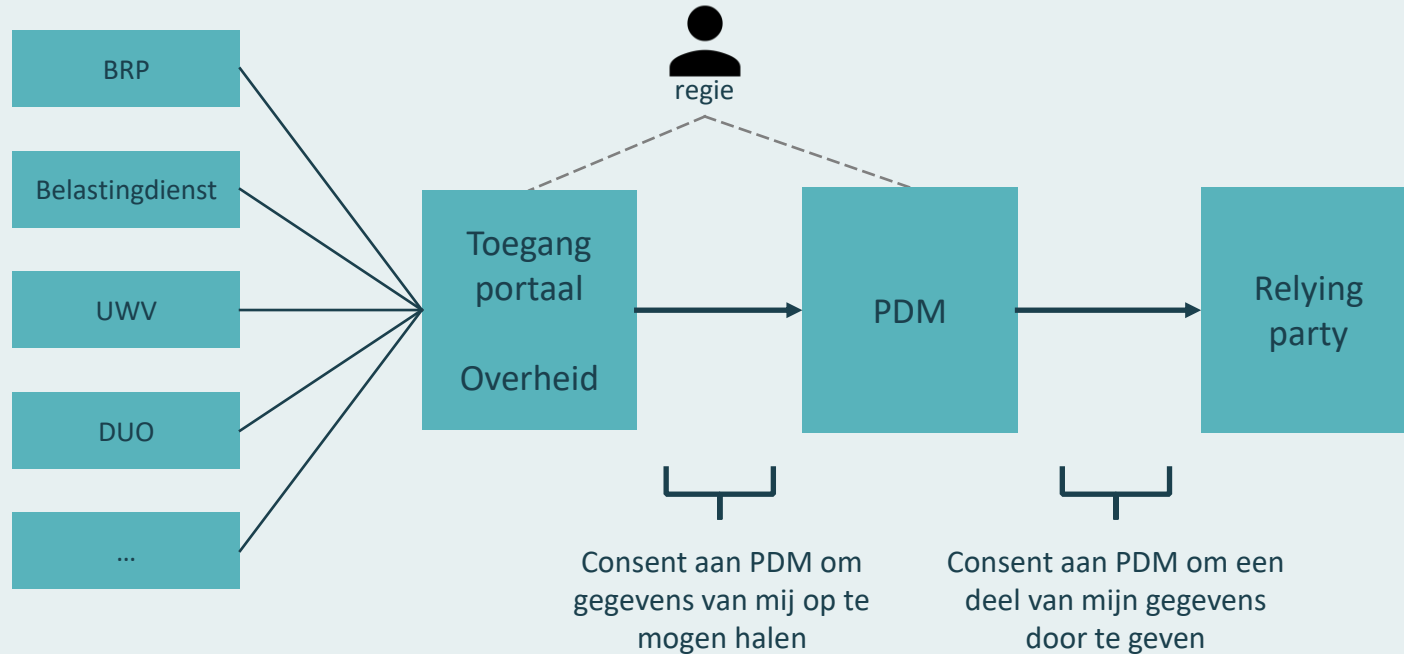 regie
BRP
Belastingdienst
UWV
DUO
...
Toegang
portaal
Overheid
PDM
Relying
party
Consent aan PDM om
gegevens van mij op te
mogen halen
Consent aan PDM om een
deel van mijn gegevens
door te geven